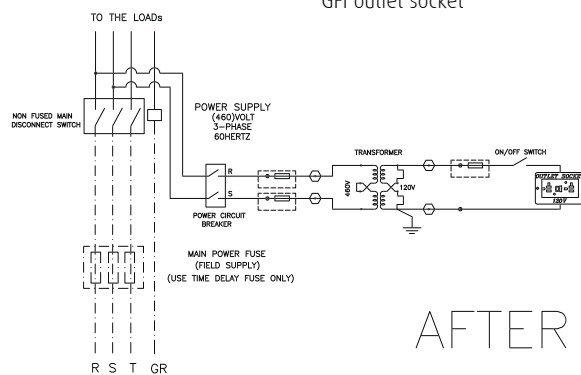 GFI outlet socket
TO THE LOADs
NON FUSED MAIN
DISCONNECT SWITCH
POWER SUPPLY
(460)VOLT
3-PHASE
60HERTZ
TRANSFORMER
ON/OFF SWITCH
R
S
460V
120V
OUTLET SOCKE
120V
POWER CIRCUIT
BREAKER
MAIN POWER FUSE
(FIELD SUPPLY)
(USE TIME DELAY FUSE ONLY)
AFTER
R S T GR